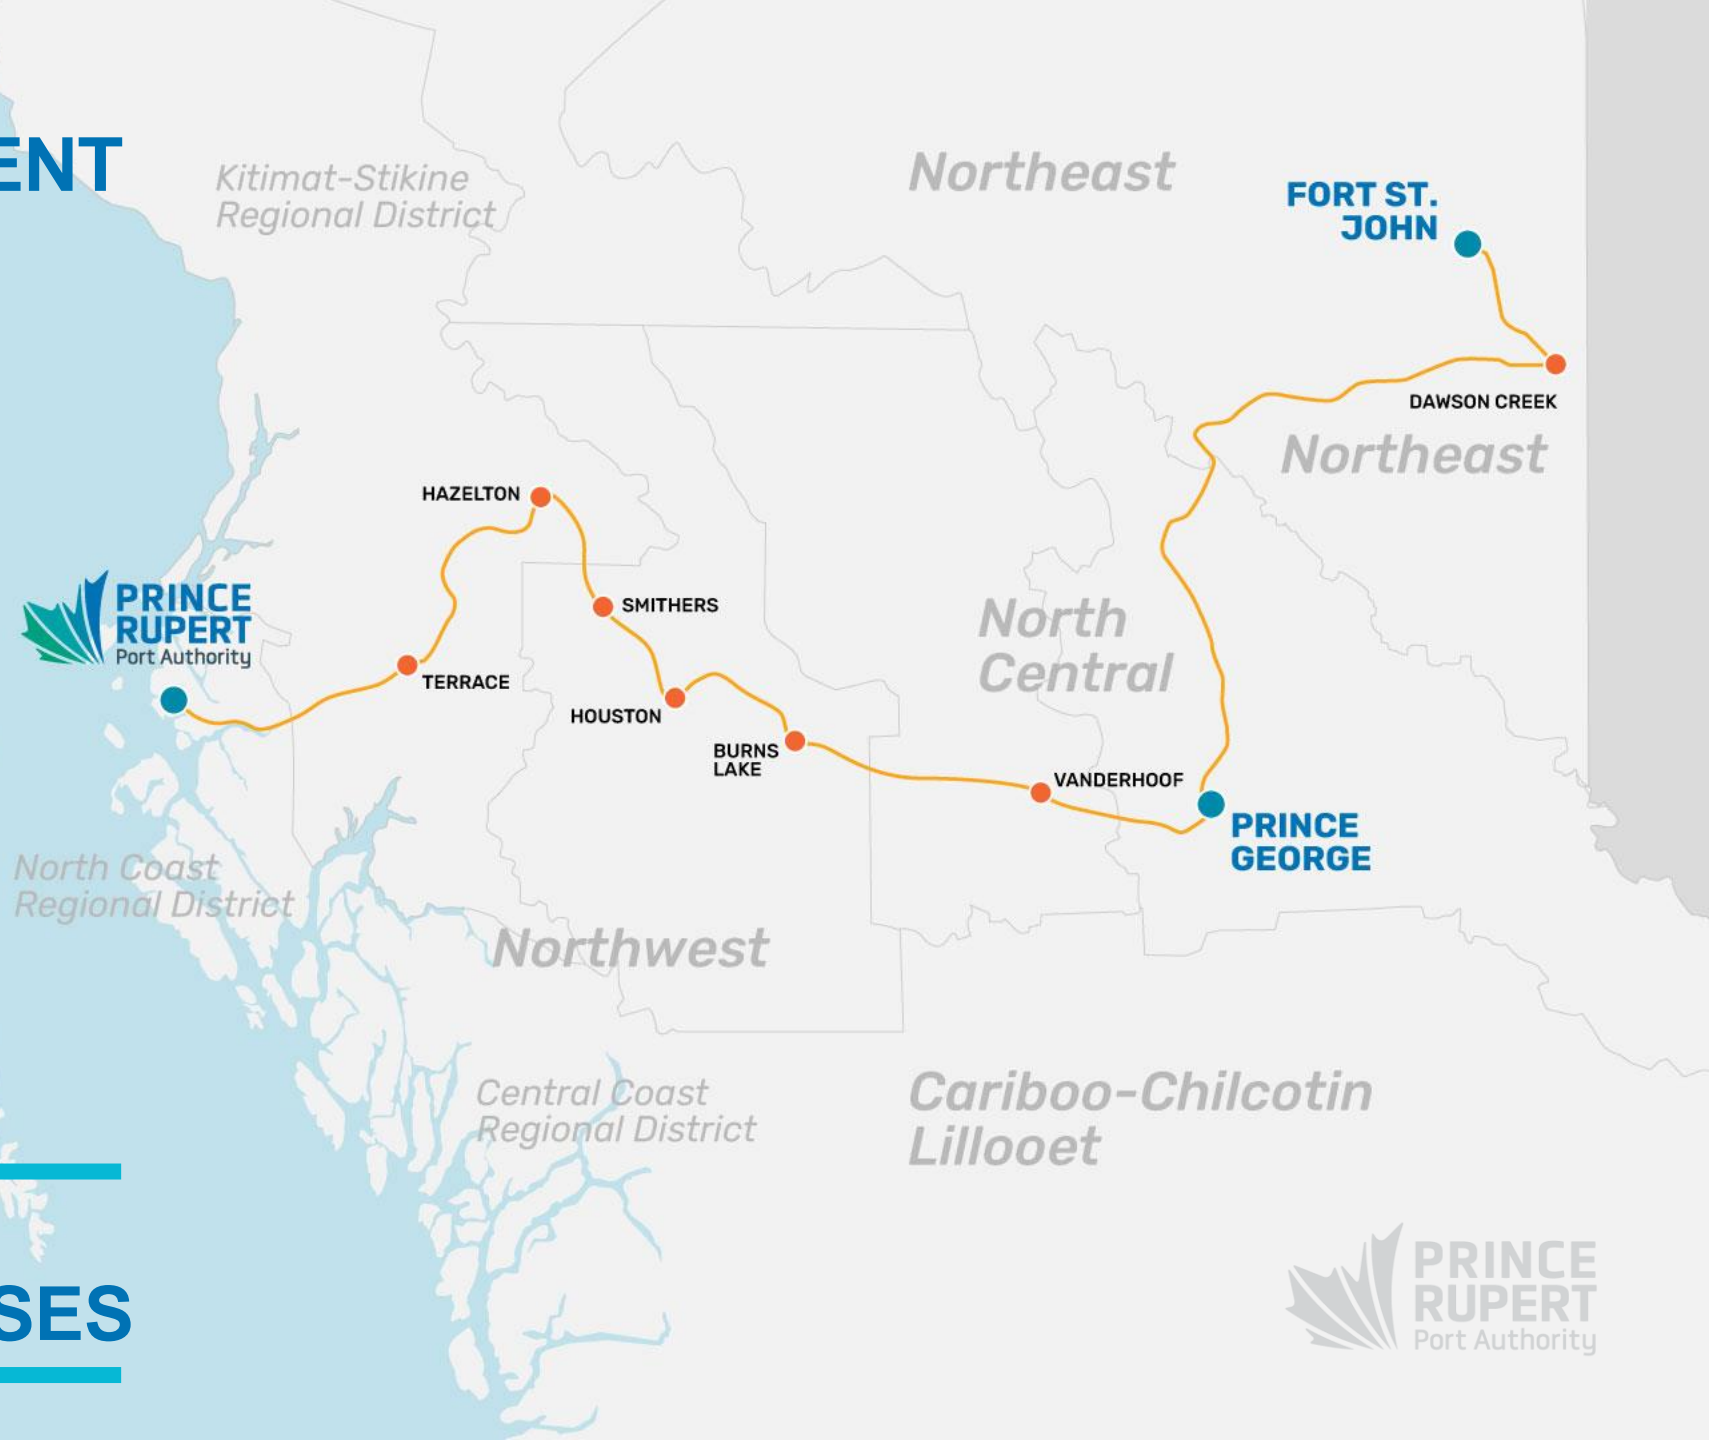 ENT
Kitimat-Stikine
Regional District
Northeast
FORT ST.
JOHN
DAWSON CREEK
Northeast
HAZELTON
PRINCE
RUPERT
Port Authority
SMITHERS
TERRACE
HOUSTON
BURNS
LAKE
North
Central
VANDERHOOF
PRINCE
GEORGE
North Coast
Regional District
Northwest
Central Coast
Regional District
Cariboo-Chilcotin
Lillooet
SES
PRINCE
RUPERT
Port Authority